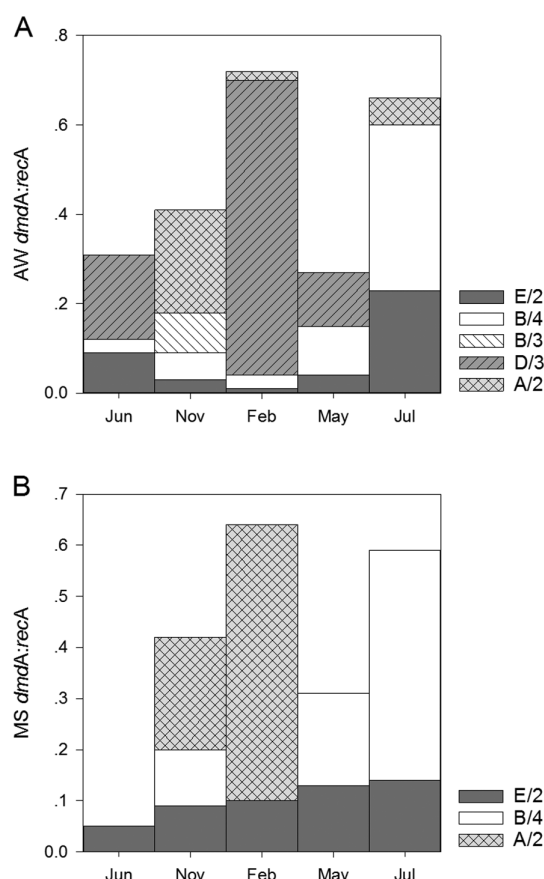 A
.8
.6
.4
.2
0.0
AW dmdA:recA
Jun Nov Feb May Jul
E/2
B/4
B/3
D/3
A/2
B
.7
.6
.5
.4
.3
.2
.1
0.0
MS dmdA:recA
Jun Nov Feb May Jul
E/2
B/4
A/2